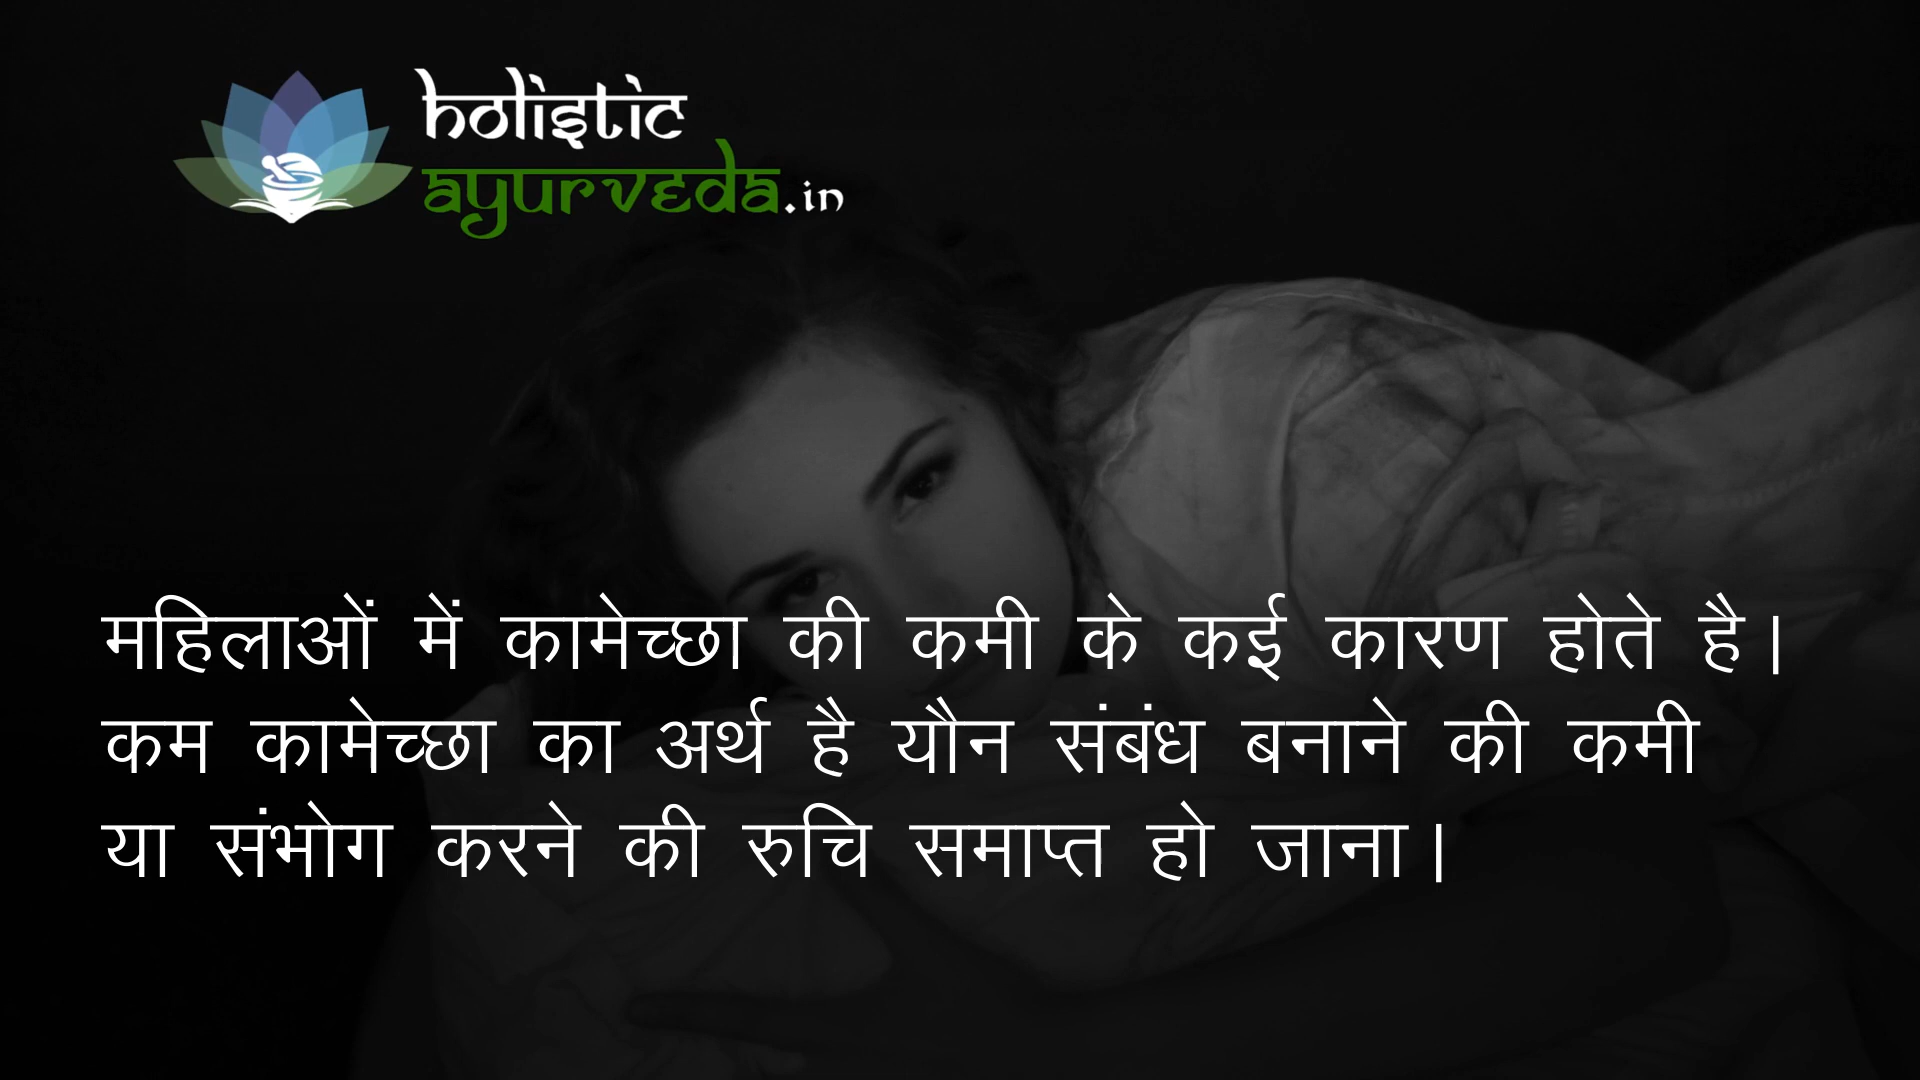 holistic
ayurveda.in
महिलाओं में कामेच्छा की कमी के कई कारण होते है।
कम कामेच्छा का अर्थ है यौन संबंध बनाने की कमी
या संभोग करने की रुचि समाप्त हो जाना।